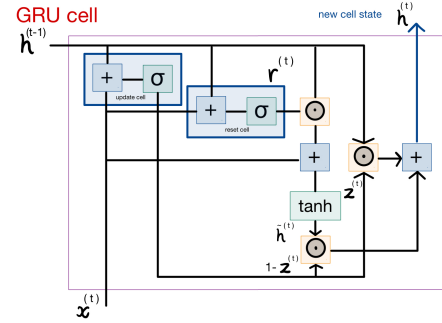 GRU cell
new cell state
h^(t)
h^(t-1)
r^(t)
+
σ
update cell
+
σ
reset cell
+
z^(t)
+
tanh
h̃^(t)
1- z^(t)
x^(t)